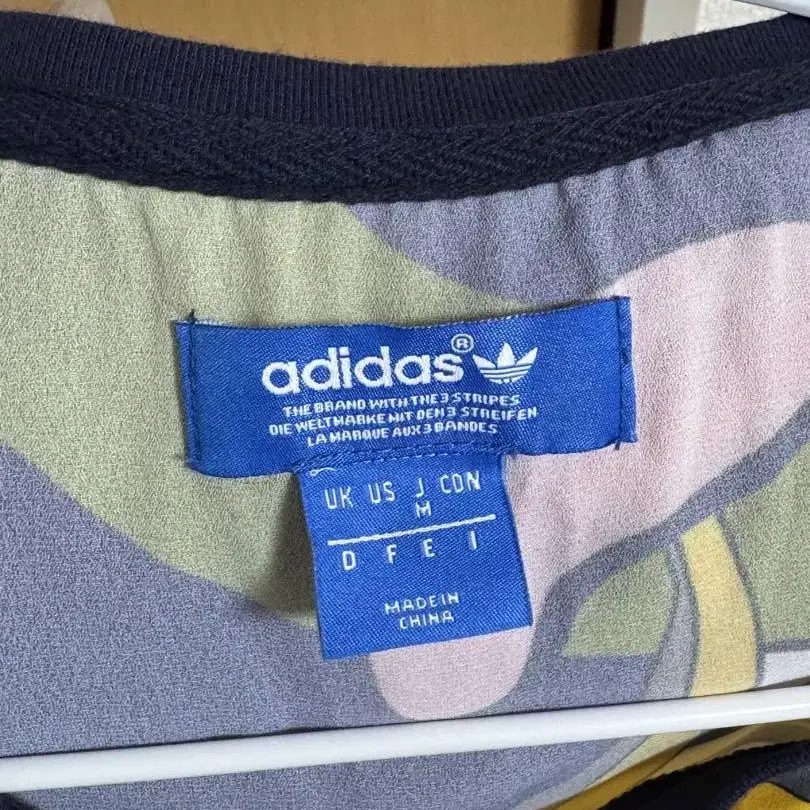 adidas®
THE BRAND WITH THE 3 STRIPES
DIE WELTMARKE MIT DEN 3 STREIFEN
LA MARQUE AUX 3 BANDES
UK US J CDN
M
D F E I
MADE IN
CHINA